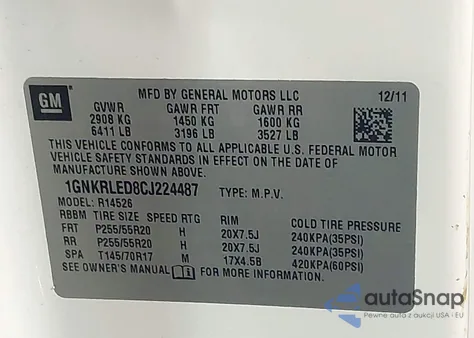 GM
MFD BY GENERAL MOTORS LLC 12/11
GVWR GAWR FRT GAWR RR
2908 KG 1450 KG 1600 KG
6411 LB 3196 LB 3527 LB
THIS VEHICLE CONFORMS TO ALL APPLICABLE U.S. FEDERAL MOTOR
VEHICLE SAFETY STANDARDS IN EFFECT ON THE DATE OF
MANUFACTURE SHOWN ABOVE.
1GNKRLED8CJ224487 TYPE: M.P.V.
MODEL: R14526
RBBM TIRE SIZE SPEED RTG RIM COLD TIRE PRESSURE
FRT P255/55R20 H 20X7.5J 240KPA(35PSI)
RR P255/55R20 H 20X7.5J 240KPA(35PSI)
SPA T145/70R17 M 17X4.5B 420KPA(60PSI)
SEE OWNER'S MANUAL FOR MORE INFORMATION.
autaSnap
Pewne auta z aukcji USA i EU